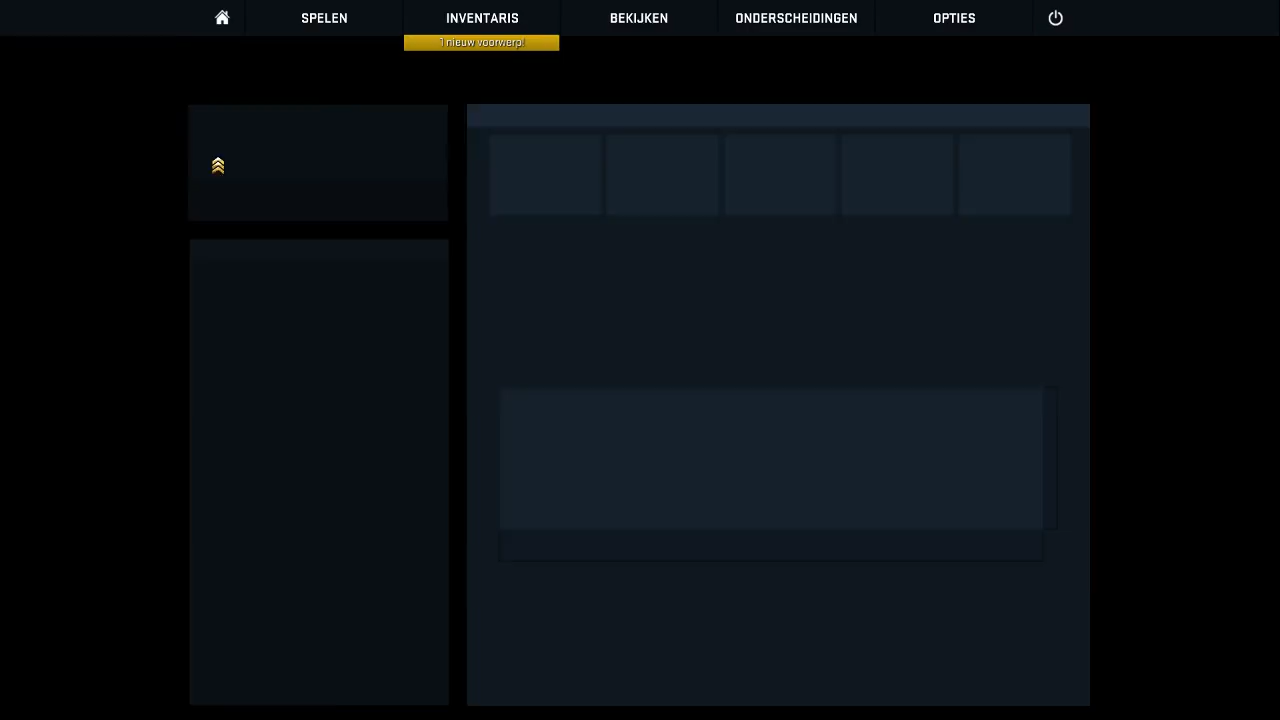 SPELEN
INVENTARIS
BEKIJKEN
ONDERSCHEIDINGEN
OPTIES
1 nieuw voorwerp!